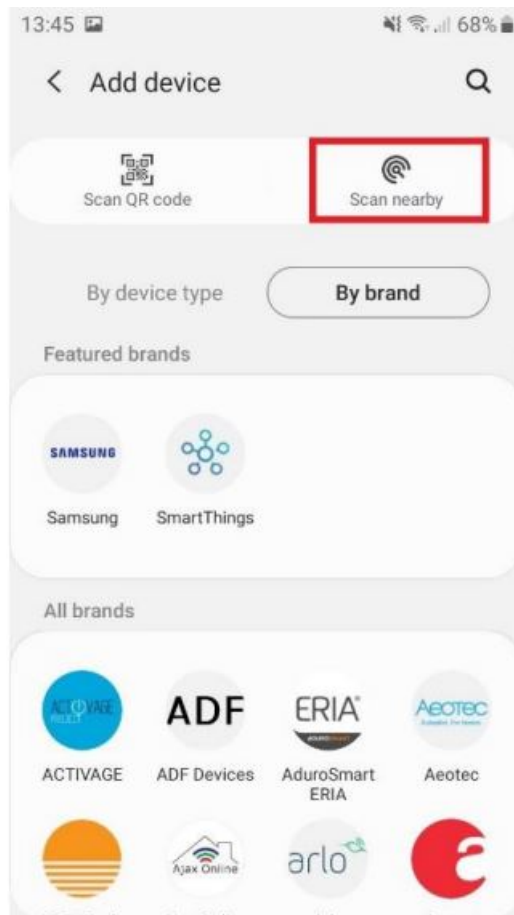 13:45 68%
Add device
Scan QR code Scan nearby
By device type By brand
Featured brands
SAMSUNG
Samsung SmartThings
All brands
ACTIVAGE ADF ERIA AEOTEC
ACTIVAGE ADF Devices AduroSmart Aeotec
ERIA
Ajax Online arlo